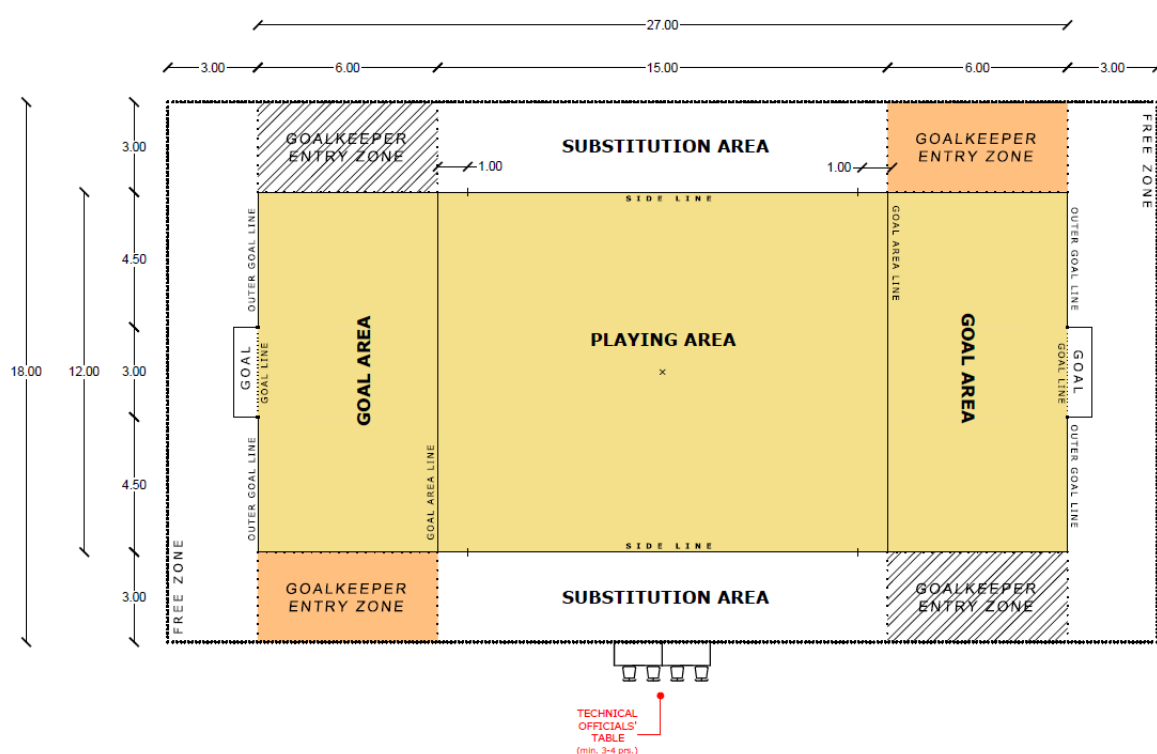 27.00
3.00
6.00
15.00
6.00
3.00
3.00
GOALKEEPER
ENTRY ZONE
SUBSTITUTION AREA
GOALKEEPER
ENTRY ZONE
FREE ZONE
1.00
1.00
SIDE LINE
OUTER GOAL LINE
GOAL AREA LINE
OUTER GOAL LINE
4.50
GOAL AREA
PLAYING AREA
GOAL AREA
18.00
12.00
3.00
GOAL
GOAL LINE
GOAL LINE
GOAL
4.50
OUTER GOAL LINE
GOAL AREA LINE
OUTER GOAL LINE
SIDE LINE
FREE ZONE
3.00
GOALKEEPER
ENTRY ZONE
SUBSTITUTION AREA
GOALKEEPER
ENTRY ZONE
TECHNICAL
OFFICIALS'
TABLE
(min. 3-4 prs.)